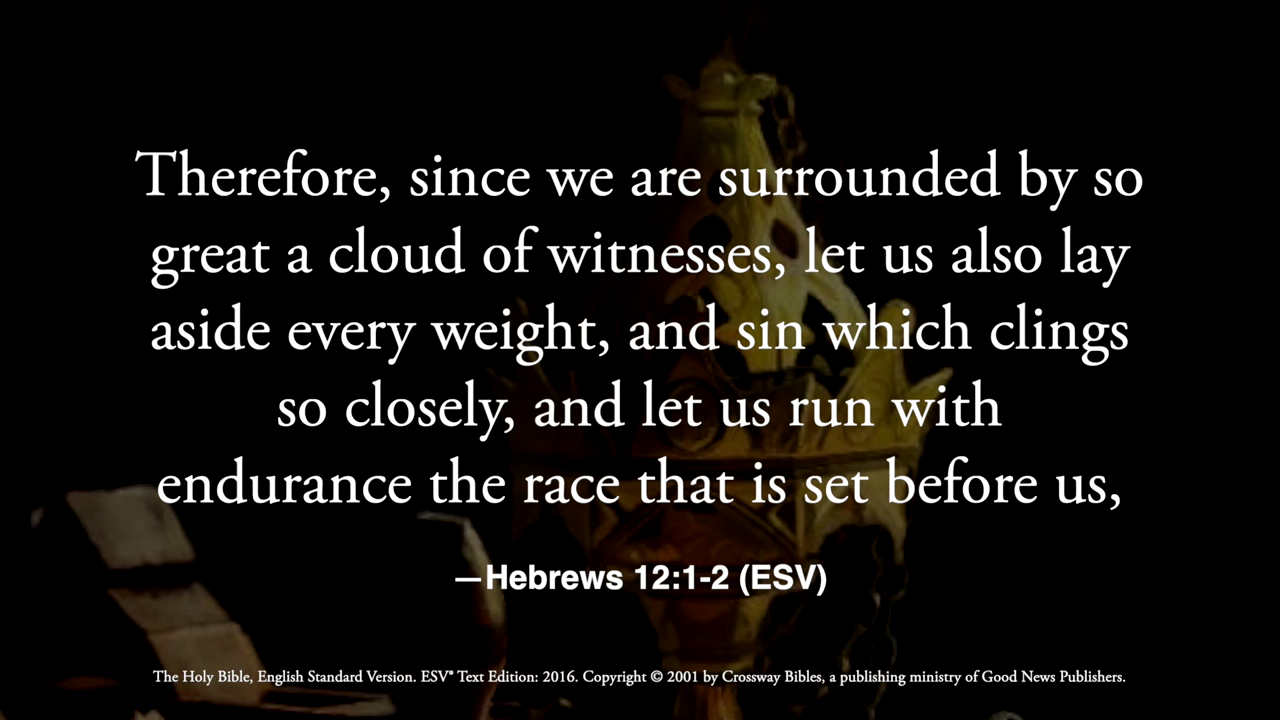 Therefore, since we are surrounded by so
great a cloud of witnesses, let us also lay
aside every weight, and sin which clings
so closely, and let us run with
endurance the race that is set before us,
—Hebrews 12:1-2 (ESV)
The Holy Bible, English Standard Version. ESV® Text Edition: 2016. Copyright © 2001 by Crossway Bibles, a publishing ministry of Good News Publishers.